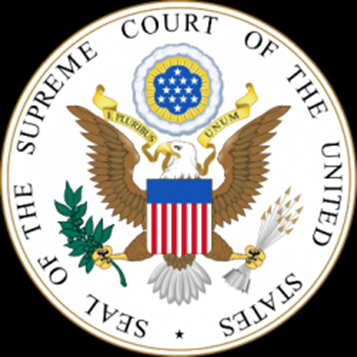 SEAL OF THE SUPREME COURT OF THE UNITED STATES
E PLURIBUS UNUM